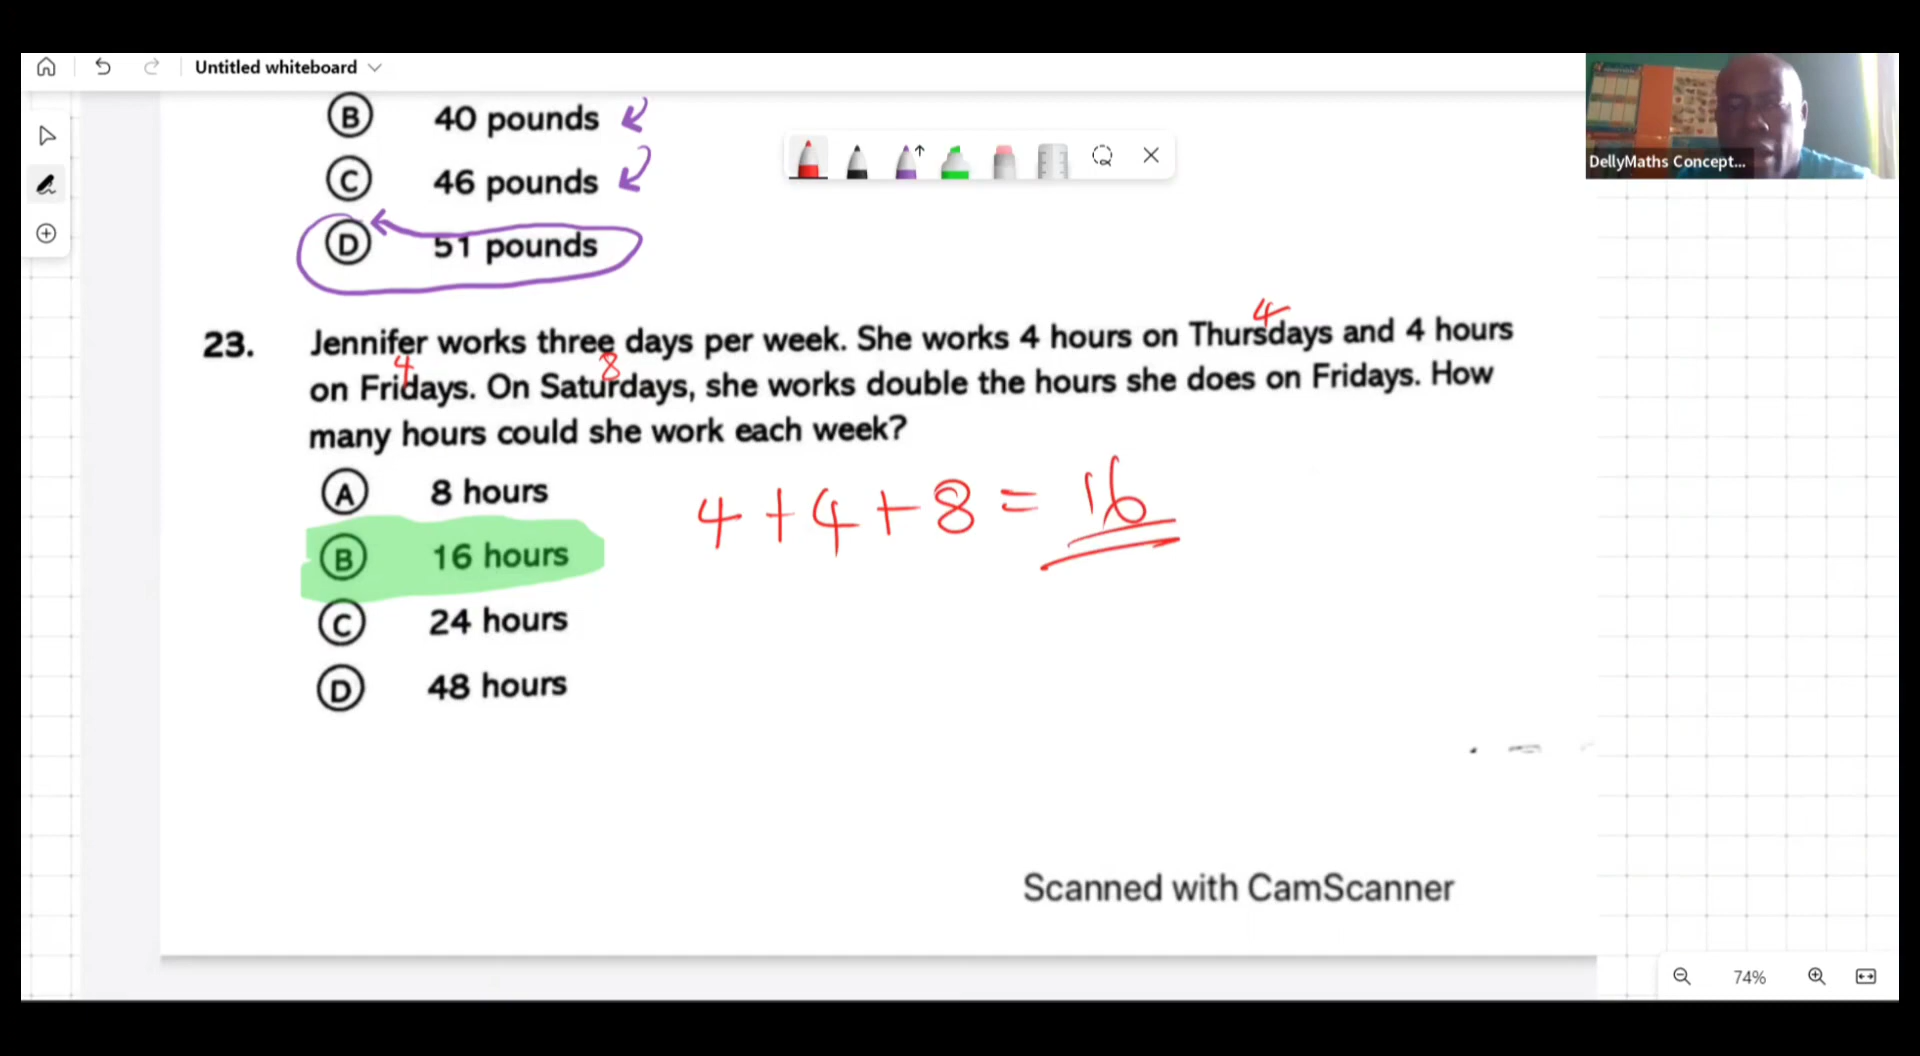 Untitled whiteboard
DellyMaths Concept...
B 40 pounds
C 46 pounds
D 51 pounds
4
23. Jennifer works three days per week. She works 4 hours on Thursdays and 4 hours
4 8
on Fridays. On Saturdays, she works double the hours she does on Fridays. How
many hours could she work each week?
A 8 hours
4 + 4 + 8 = 16
B 16 hours
C 24 hours
D 48 hours
Scanned with CamScanner
74%